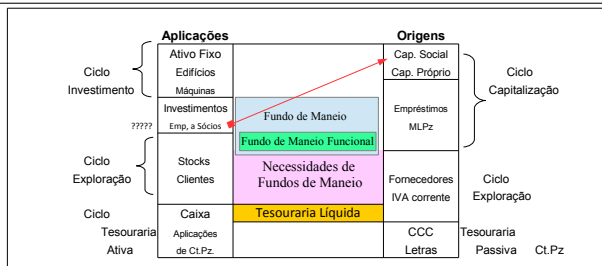 Aplicações
Origens
Ciclo
Investimento
Ativo Fixo
Edifícios
Máquinas
Investimentos
Emp, a Sócios
?????
Ciclo
Exploração
Stocks
Clientes
Ciclo
Tesouraria
Ativa
Caixa
Aplicações
de Ct.Pz.
Fundo de Maneio
Fundo de Maneio Funcional
Necessidades de
Fundos de Maneio
Tesouraria Líquida
Cap. Social
Cap. Próprio
Empréstimos
MLPz
Ciclo
Capitalização
Fornecedores
IVA corrente
Ciclo
Exploração
CCC
Letras
Tesouraria
Passiva Ct.Pz